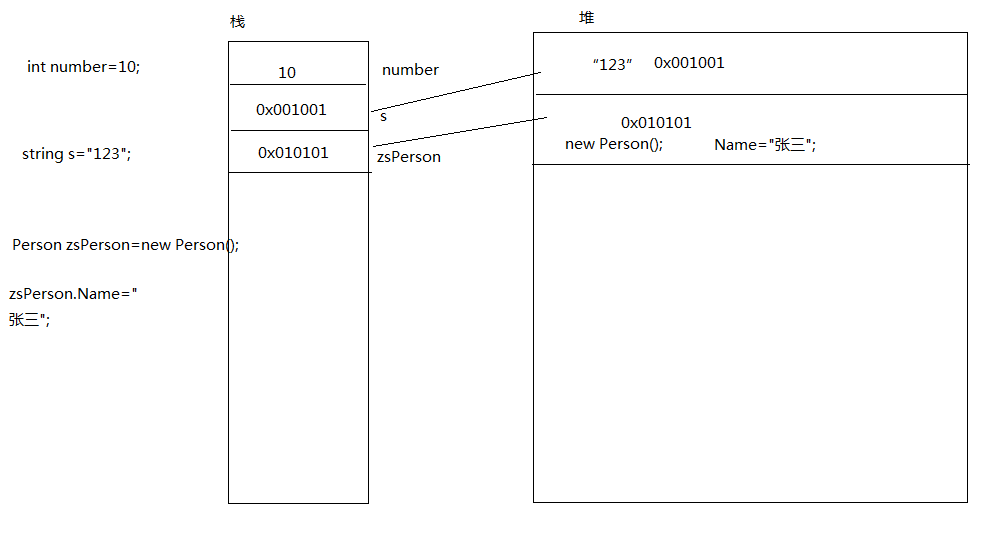 栈
堆
int number=10;
10
number
“123” 0x001001
0x001001
s
string s="123";
0x010101
zsPerson
0x010101
new Person();
Name="张三";
Person zsPerson=new Person();
zsPerson.Name="
张三";